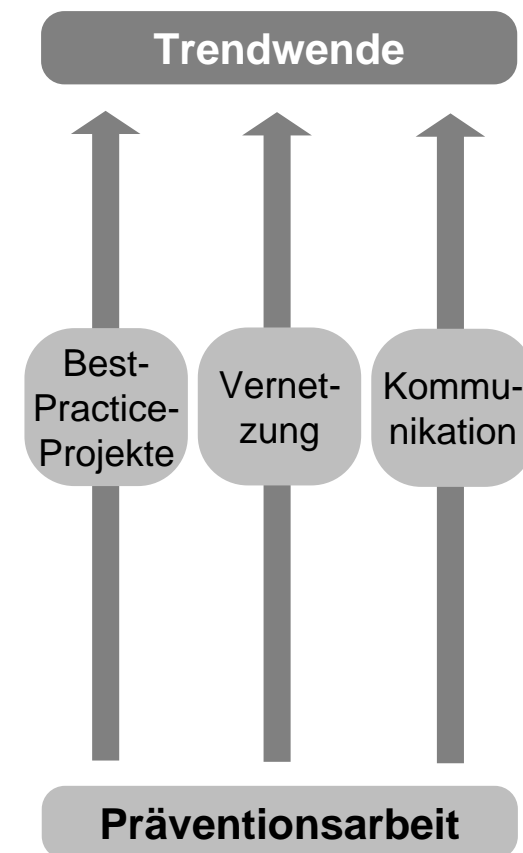 Trendwende
Best-
Practice-
Projekte
Vernet-
zung
Kommu-
nikation
Präventionsarbeit